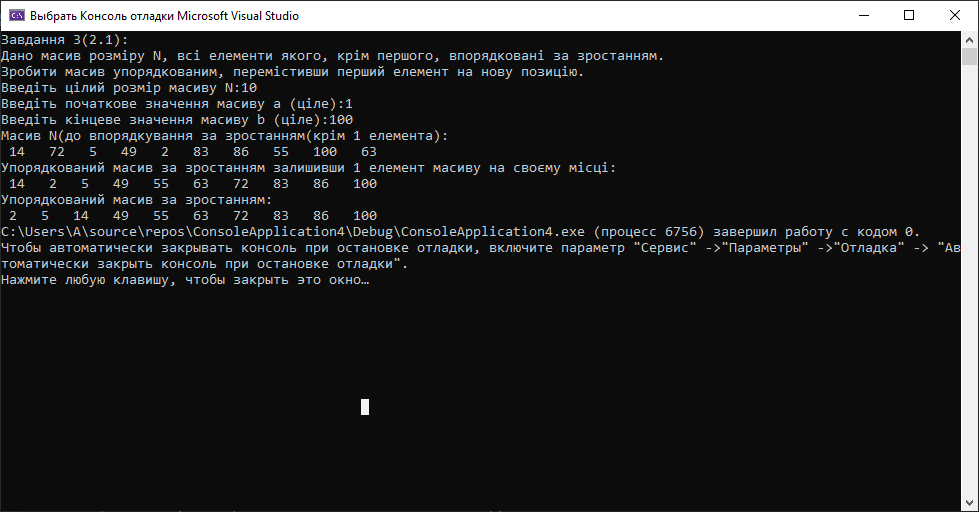 Выбрать Консоль отладки Microsoft Visual Studio
Завдання 3(2.1):
Дано масив розміру N, всі елементи якого, крім першого, впорядковані за зростанням.
Зробити масив упорядкованим, перемістивши перший елемент на нову позицію.
Введіть цілий розмір масиву N:10
Введіть початкове значення масиву a (ціле):1
Введіть кінцеве значення масиву b (ціле):100
Масив N(до впорядкування за зростанням(крім 1 елемента):
14 72 5 49 2 83 86 55 100 63
Упорядкований масив за зростанням залишивши 1 елемент масиву на своєму місці:
14 2 5 49 55 63 72 83 86 100
Упорядкований масив за зростанням:
2 5 14 49 55 63 72 83 86 100
C:\Users\A\source\repos\ConsoleApplication4\Debug\ConsoleApplication4.exe (процесс 6756) завершил работу с кодом 0.
Чтобы автоматически закрывать консоль при остановке отладки, включите параметр "Сервис" ->"Параметры" ->"Отладка" -> "Ав
томатически закрыть консоль при остановке отладки".
Нажмите любую клавишу, чтобы закрыть это окно…